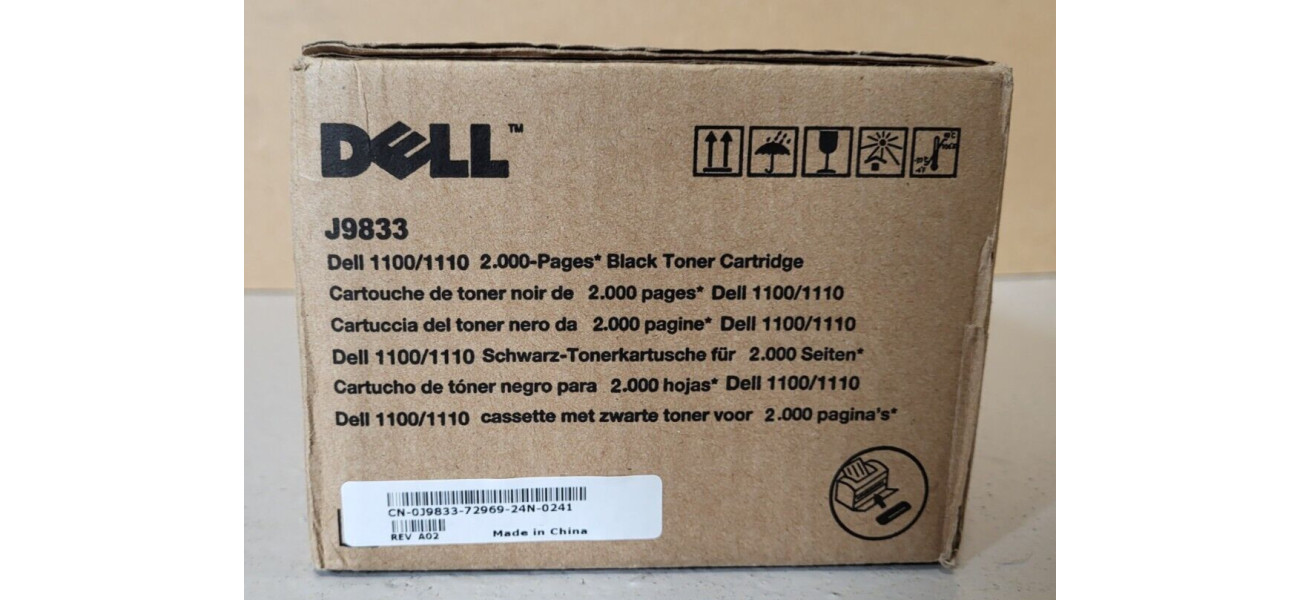 DELL™
J9833
Dell 1100/1110 2.000-Pages* Black Toner Cartridge
Cartouche de toner noir de 2.000 pages* Dell 1100/1110
Cartuccia del toner nero da 2.000 pagine* Dell 1100/1110
Dell 1100/1110 Schwarz-Tonerkartusche für 2.000 Seiten*
Cartucho de tóner negro para 2.000 hojas* Dell 1100/1110
Dell 1100/1110 cassette met zwarte toner voor 2.000 pagina's*
CN-0J9833-72969-24N-0241
REV A02 Made in China